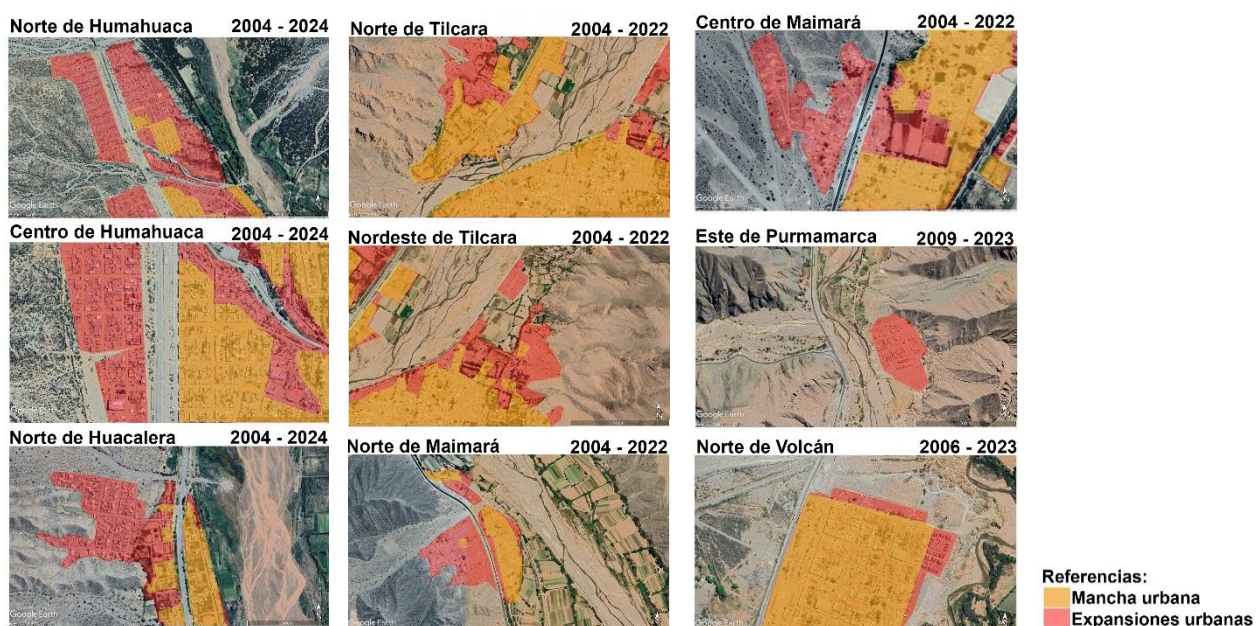 Norte de Humahuaca 2004 - 2024
Norte de Tilcara 2004 - 2022
Centro de Maimará 2004 - 2022
Google Earth
Google Earth
Google Earth
N
Centro de Humahuaca 2004 - 2024
Nordeste de Tilcara 2004 - 2022
Este de Purmamarca 2009 - 2023
Google Earth
Google Earth
Google Earth
N
Norte de Huacalera 2004 - 2024
Norte de Maimará 2004 - 2022
Norte de Volcán 2006 - 2023
Google Earth
Google Earth
Google Earth
Referencias:
Mancha urbana
Expansiones urbanas